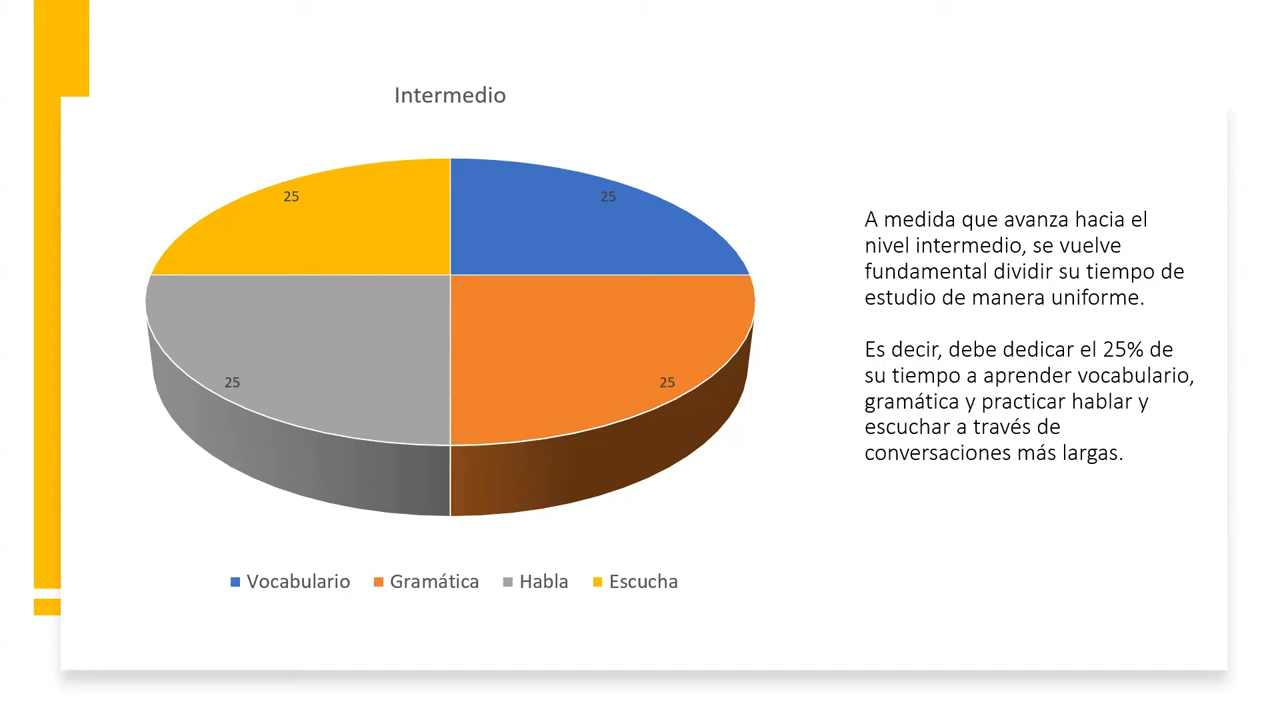 Intermedio
25
25
25
25
Vocabulario
Gramática
Habla
Escucha
A medida que avanza hacia el
nivel intermedio, se vuelve
fundamental dividir su tiempo de
estudio de manera uniforme.
Es decir, debe dedicar el 25% de
su tiempo a aprender vocabulario,
gramática y practicar hablar y
escuchar a través de
conversaciones más largas.